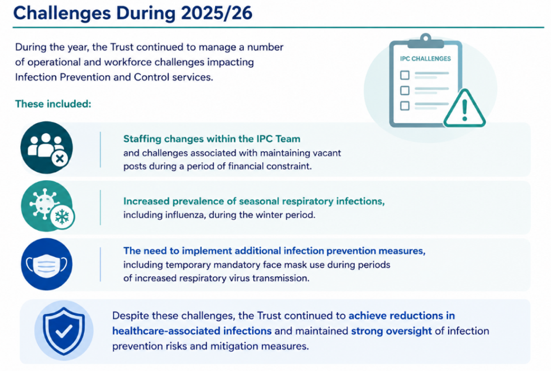 Challenges During 2025/26
During the year, the Trust continued to manage a number
of operational and workforce challenges impacting
Infection Prevention and Control services.
IPC CHALLENGES
These included:
Staffing changes within the IPC Team
and challenges associated with maintaining vacant
posts during a period of financial constraint.
Increased prevalence of seasonal respiratory infections,
including influenza, during the winter period.
The need to implement additional infection prevention measures,
including temporary mandatory face mask use during periods
of increased respiratory virus transmission.
Despite these challenges, the Trust continued to achieve reductions in
healthcare-associated infections and maintained strong oversight of infection
prevention risks and mitigation measures.